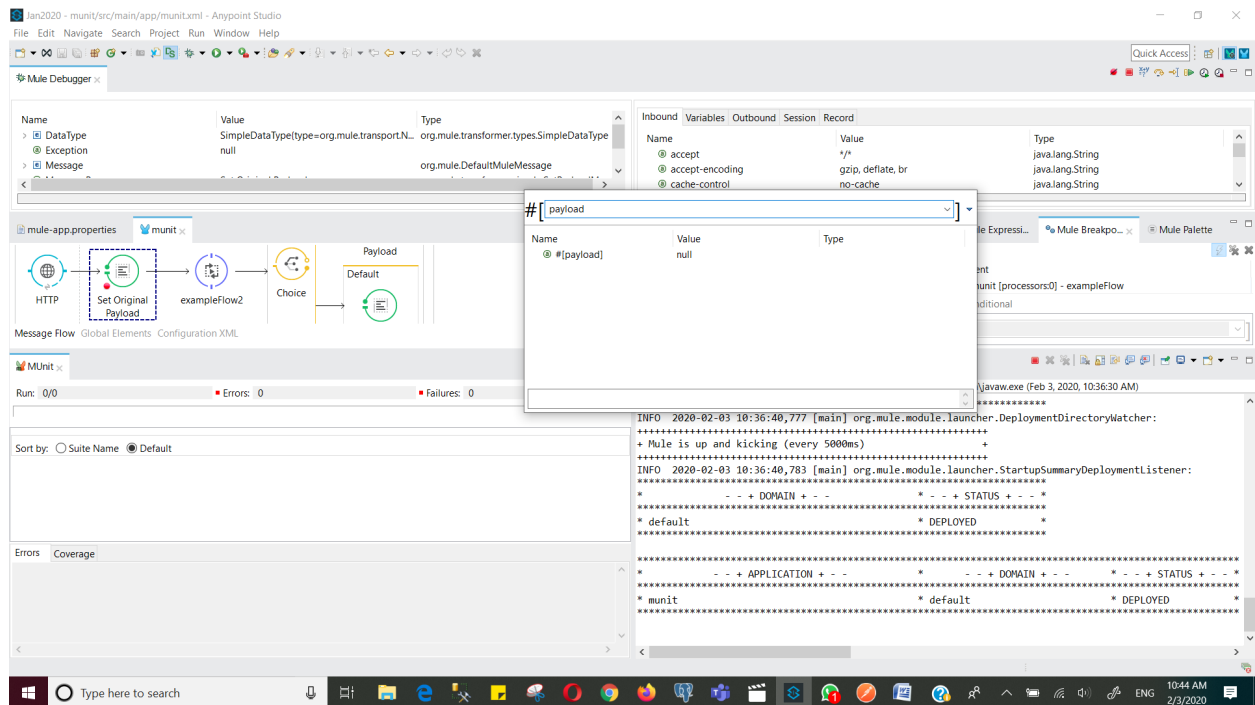 Jan2020 - munit/src/main/app/munit.xml - Anypoint Studio
File Edit Navigate Search Project Run Window Help
Quick Access
Mule Debugger
Name Value Type
DataType SimpleDataType{type=org.mule.transport.N... org.mule.transformer.types.SimpleDataType
Exception null
Message org.mule.DefaultMuleMessage
Inbound Variables Outbound Session Record
Name Value Type
accept */* java.lang.String
accept-encoding gzip, deflate, br java.lang.String
cache-control no-cache java.lang.String
#[ payload ]
Name Value Type
#[payload] null
mule-app.properties munit
HTTP
Set Original
Payload
exampleFlow2
Choice
Payload
Default
Message Flow Global Elements Configuration XML
le Expressi... Mule Breakpo... Mule Palette
ent
munit [processors:0] - exampleFlow
ditional
]
MUnit
Run: 0/0 Errors: 0 Failures: 0
Sort by: Suite Name Default
Errors Coverage
\javaw.exe (Feb 3, 2020, 10:36:30 AM)
**************
INFO 2020-02-03 10:36:40,777 [main] org.mule.module.launcher.DeploymentDirectoryWatcher:
++++++++++++++++++++++++++++++++++++++++++++++++++++++++++++
+ Mule is up and kicking (every 5000ms) +
++++++++++++++++++++++++++++++++++++++++++++++++++++++++++++
INFO 2020-02-03 10:36:40,783 [main] org.mule.module.launcher.StartupSummaryDeploymentListener:
**********************************************************************
* - - + DOMAIN + - - * - - + STATUS + - - *
**********************************************************************
* default * DEPLOYED *
**********************************************************************
*******************************************************************************************************
* - - + APPLICATION + - - * - - + DOMAIN + - - * - - + STATUS + - - *
*******************************************************************************************************
* munit * default * DEPLOYED *
*******************************************************************************************************
Type here to search
ENG
10:44 AM
2/3/2020